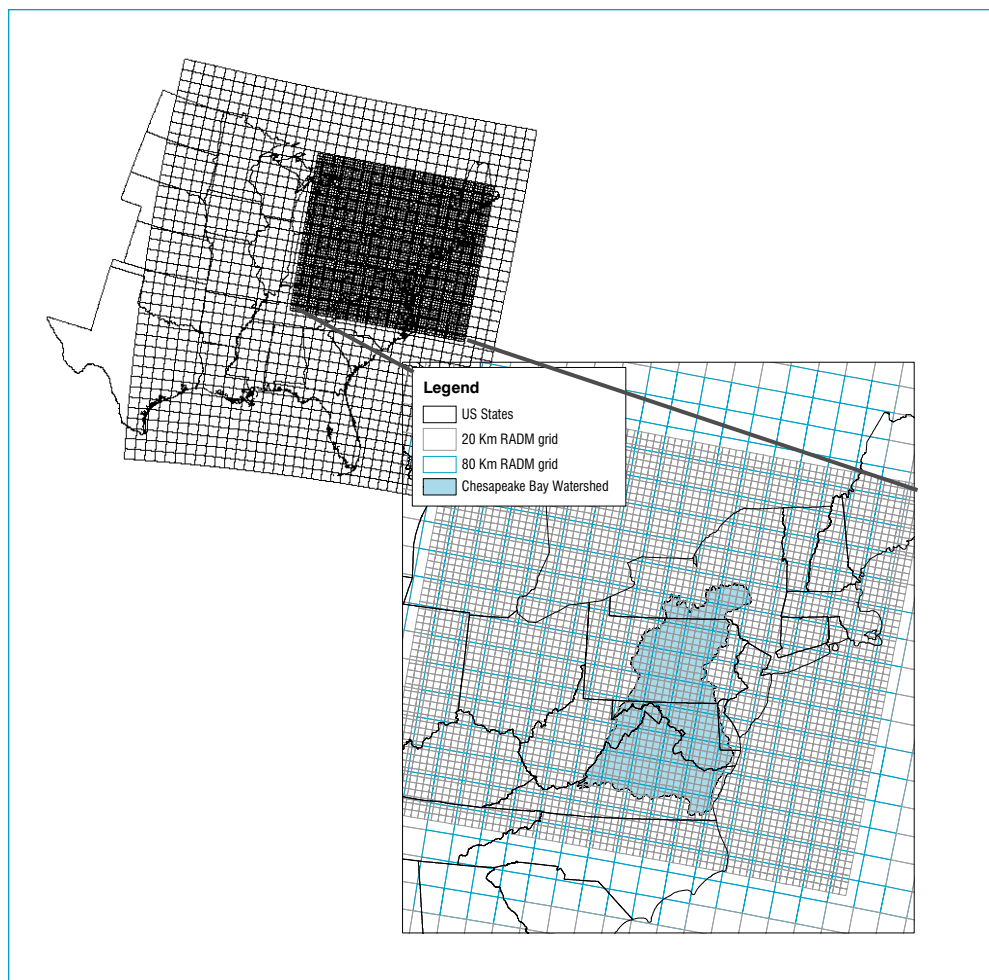 Legend
US States
20 Km RADM grid
80 Km RADM grid
Chesapeake Bay Watershed